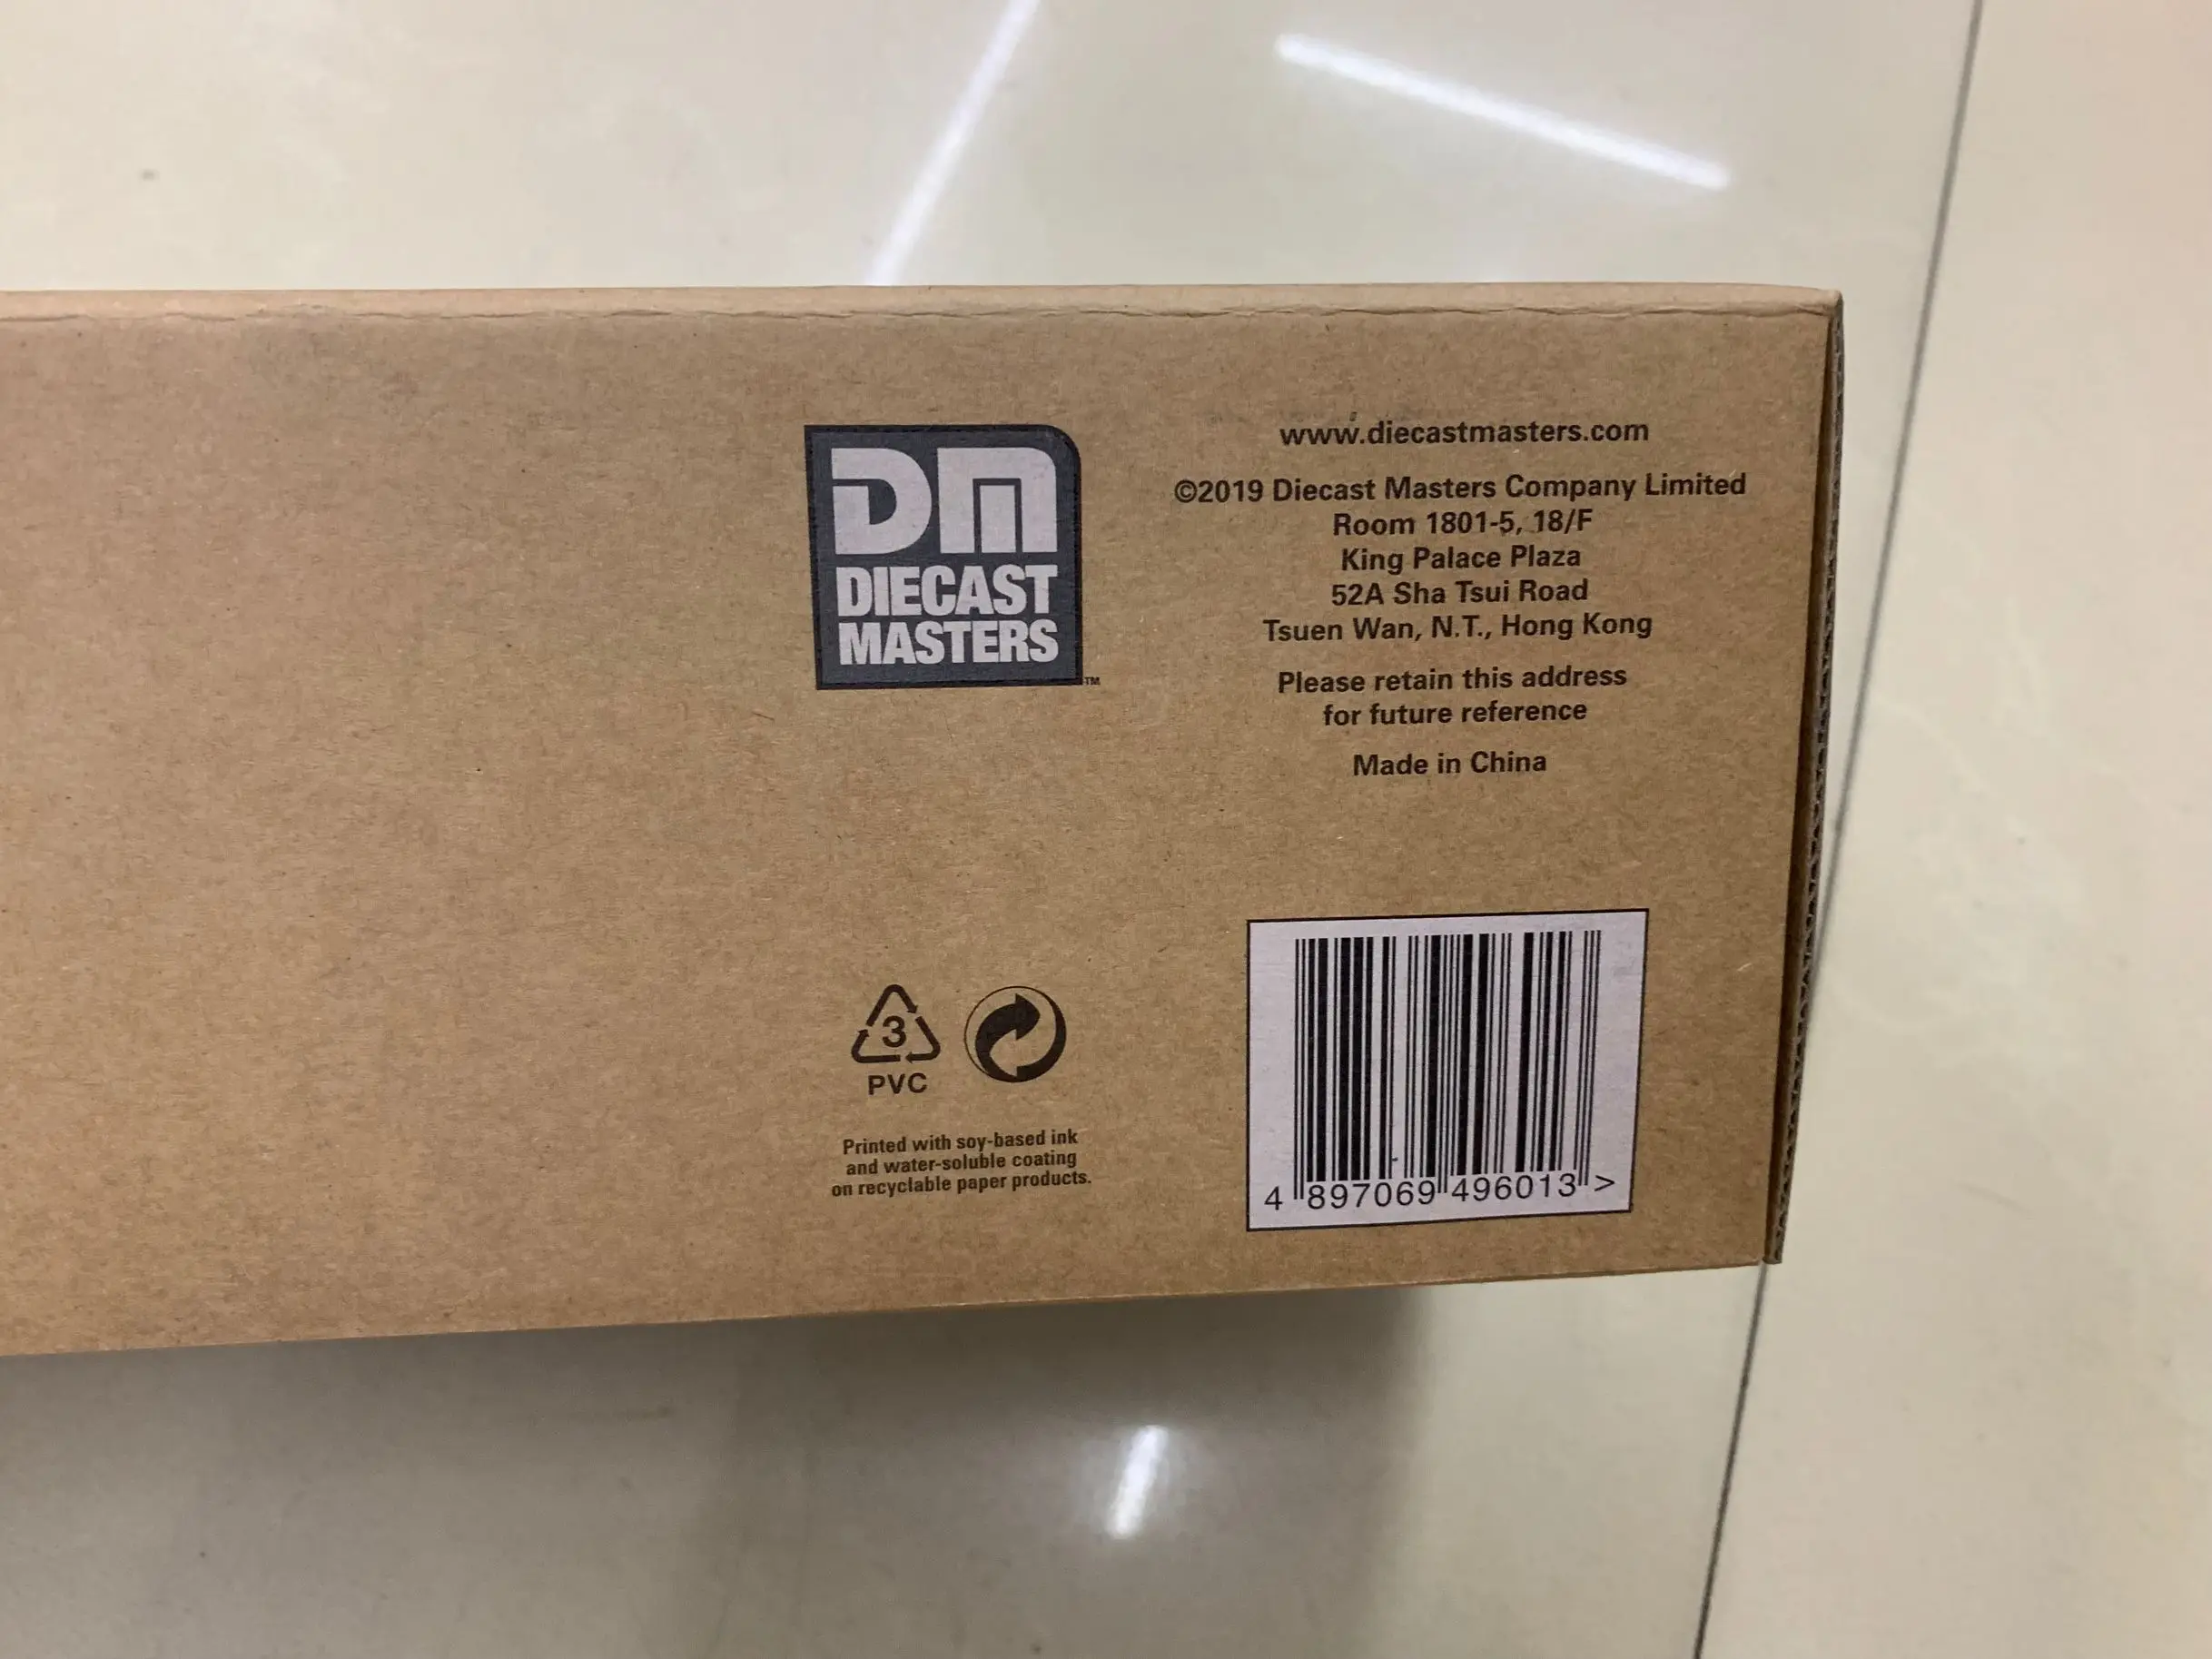 DM
DIECAST
MASTERS
TM
www.diecastmasters.com
©2019 Diecast Masters Company Limited
Room 1801-5, 18/F
King Palace Plaza
52A Sha Tsui Road
Tsuen Wan, N.T., Hong Kong
Please retain this address
for future reference
Made in China
3
PVC
Printed with soy-based ink
and water-soluble coating
on recyclable paper products.
4 897069 496013 >